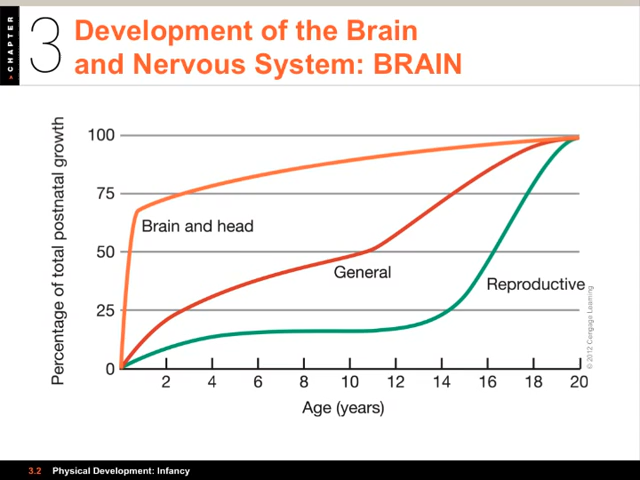 CHAPTER
3
Development of the Brain
and Nervous System: BRAIN
Percentage of total postnatal growth
100
75
50
25
0
Brain and head
General
Reproductive
2 4 6 8 10 12 14 16 18 20
Age (years)
© 2012 Cengage Learning
3.2 Physical Development: Infancy